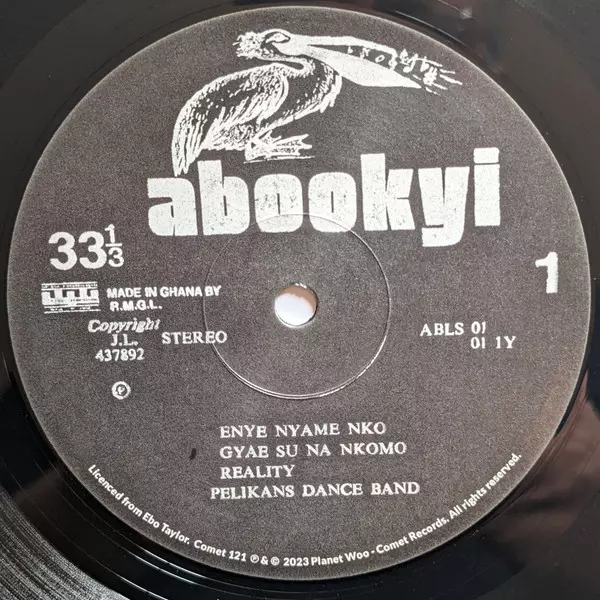 abookyi
33 1/3
1
MADE IN GHANA BY
R.M.G.L.
Copyright
J.L.
437892
STEREO
ABLS 01
01 1Y
℗
ENYE NYAME NKO
GYAE SU NA NKOMO
REALITY
PELIKANS DANCE BAND
Licenced from Ebo Taylor. Comet 121 ℗ & © 2023 Planet Woo - Comet Records. All rights reserved.